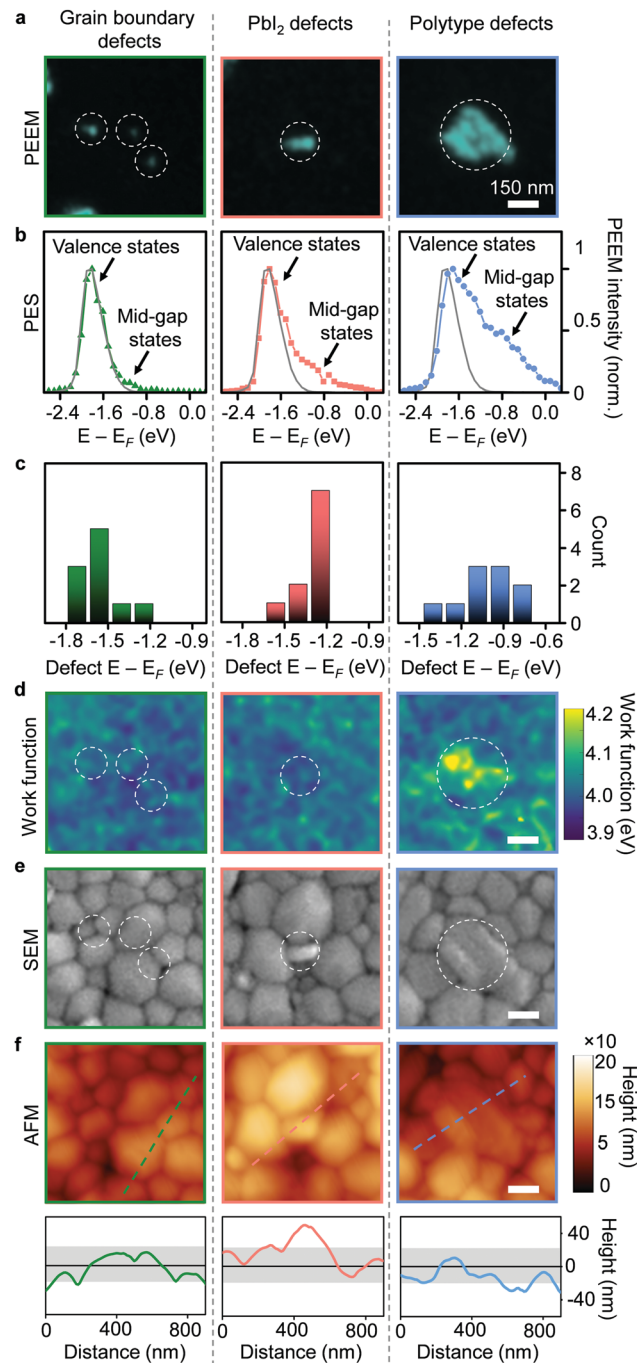 a
Grain boundary
defects
PbI₂ defects
Polytype defects
PEEM
150 nm
b
PES
Valence states
Mid-gap
states
Valence states
Mid-gap
states
Valence states
Mid-gap
states
1
0.5
0
PEEM intensity (norm.)
-2.4 -1.6 -0.8 0.0
-2.4 -1.6 -0.8 0.0
-2.4 -1.6 -0.8 0.0
E – E_F (eV)
E – E_F (eV)
E – E_F (eV)
c
8
6
4
2
0
Count
-1.8 -1.5 -1.2 -0.9
-1.8 -1.5 -1.2 -0.9
-1.5 -1.2 -0.9 -0.6
Defect E – E_F (eV)
Defect E – E_F (eV)
Defect E – E_F (eV)
d
Work function
4.2
4.1
4.0
3.9
Work function
(eV)
e
SEM
f
AFM
×10
20
15
10
5
0
Height (nm)
40
0
-40
Height
(nm)
0 400 800
0 400 800
0 400 800
Distance (nm)
Distance (nm)
Distance (nm)